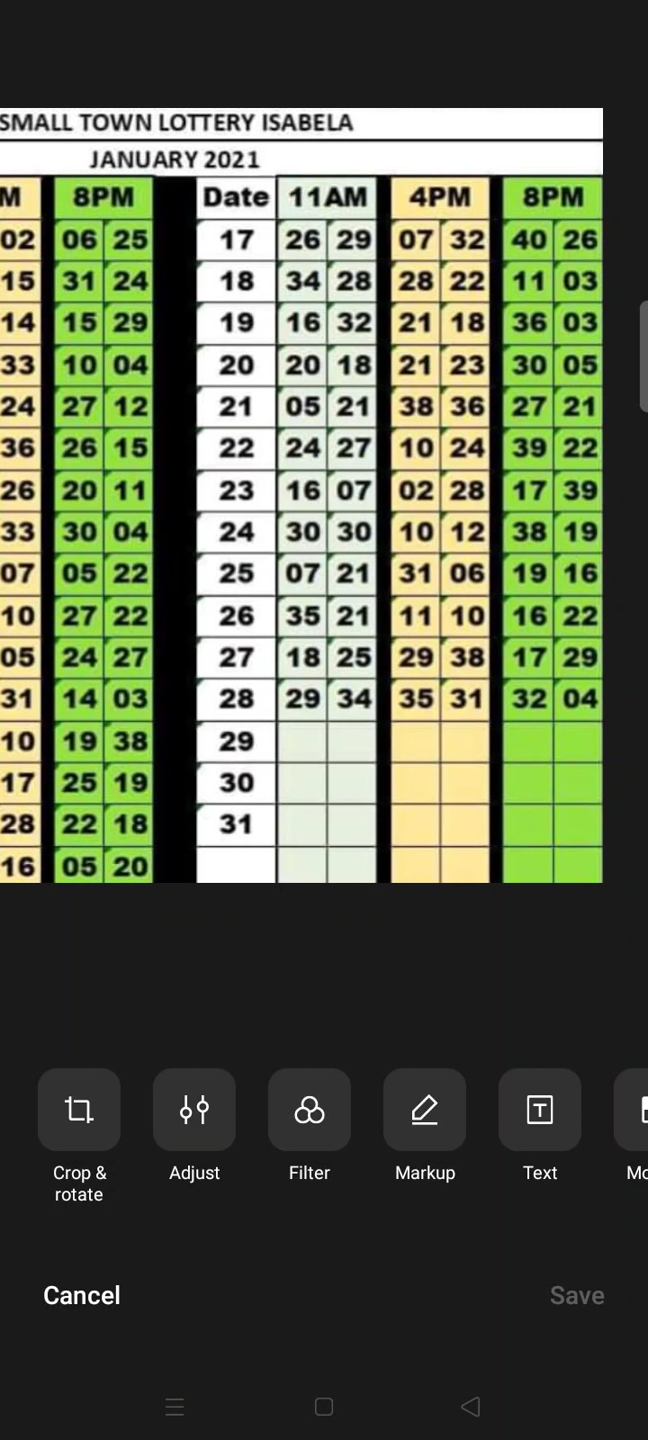 SMALL TOWN LOTTERY ISABELA
JANUARY 2021
M 8PM Date 11AM 4PM 8PM
02 06 25 17 26 29 07 32 40 26
15 31 24 18 34 28 28 22 11 03
14 15 29 19 16 32 21 18 36 03
33 10 04 20 20 18 21 23 30 05
24 27 12 21 05 21 38 36 27 21
36 26 15 22 24 27 10 24 39 22
26 20 11 23 16 07 02 28 17 39
33 30 04 24 30 30 10 12 38 19
07 05 22 25 07 21 31 06 19 16
10 27 22 26 35 21 11 10 16 22
05 24 27 27 18 25 29 38 17 29
31 14 03 28 29 34 35 31 32 04
10 19 38 29
17 25 19 30
28 22 18 31
16 05 20
Crop & rotate Adjust Filter Markup Text Mo
Cancel Save